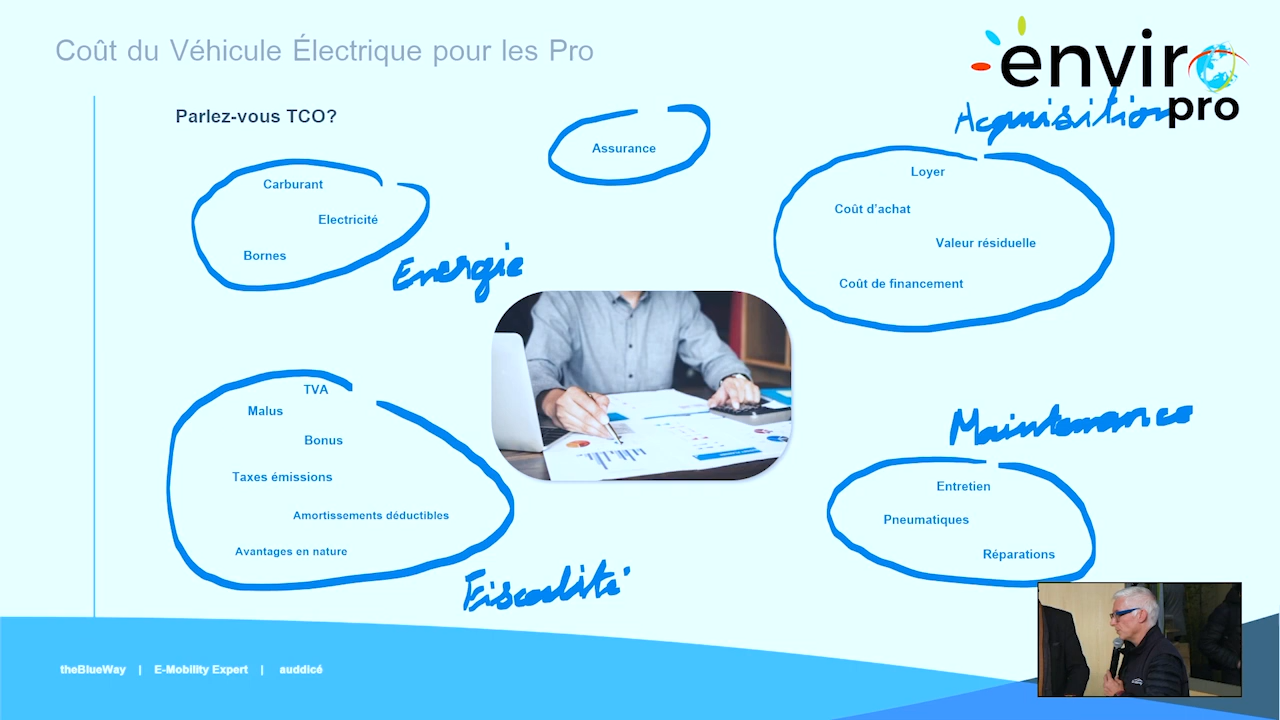 Coût du Véhicule Électrique pour les Pro
enviro
pro
Parlez-vous TCO?
Assurance
Acquisition
Carburant
Electricité
Bornes
Energie
Loyer
Coût d'achat
Valeur résiduelle
Coût de financement
TVA
Malus
Bonus
Taxes émissions
Amortissements déductibles
Avantages en nature
Fiscalité
Maintenance
Entretien
Pneumatiques
Réparations
theBlueWay | E-Mobility Expert | auddicé